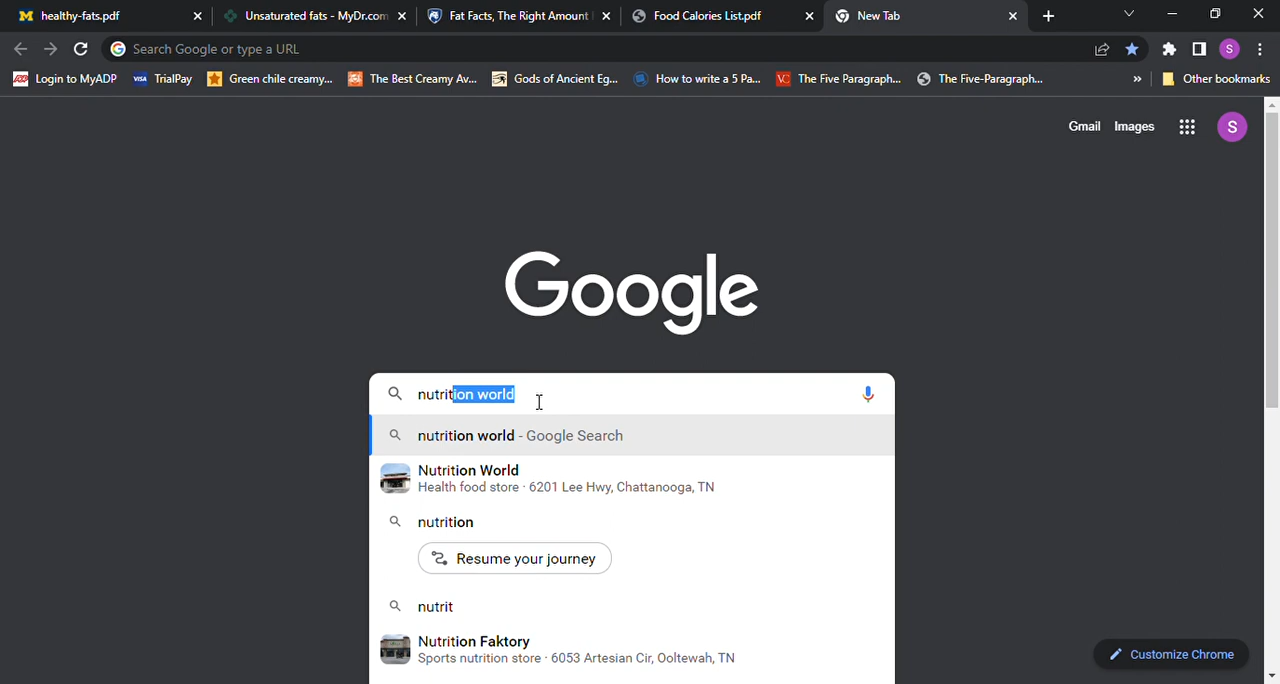 healthy-fats.pdf
Unsaturated fats - MyDr.com
Fat Facts, The Right Amount
Food Calories List.pdf
New Tab
Search Google or type a URL
S
Login to MyADP
VISA
TrialPay
Green chile creamy...
The Best Creamy Av...
Gods of Ancient Eg...
How to write a 5 Pa...
VC
The Five Paragraph...
The Five-Paragraph...
»
Other bookmarks
Gmail
Images
S
Google
nutrition world
nutrition world - Google Search
Nutrition World
Health food store · 6201 Lee Hwy, Chattanooga, TN
nutrition
Resume your journey
nutrit
Nutrition Faktory
Sports nutrition store · 6053 Artesian Cir, Ooltewah, TN
Customize Chrome